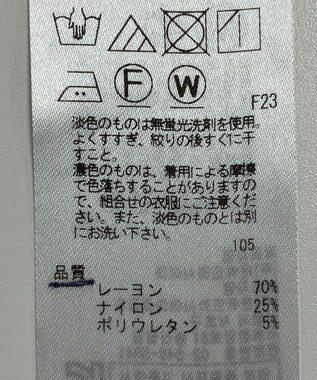 F
W
F23
淡色のものは無蛍光洗剤を使用。
よくすすぎ、絞りの後すぐに干
すこと。
濃色のものは、着用による摩擦
で色落ちすることがありますの
で、組合せの衣服にご注意くださ
い。また、淡色のものとは別
にお洗い下さい。
105
品質
レーヨン 70%
ナイロン 25%
ポリウレタン 5%